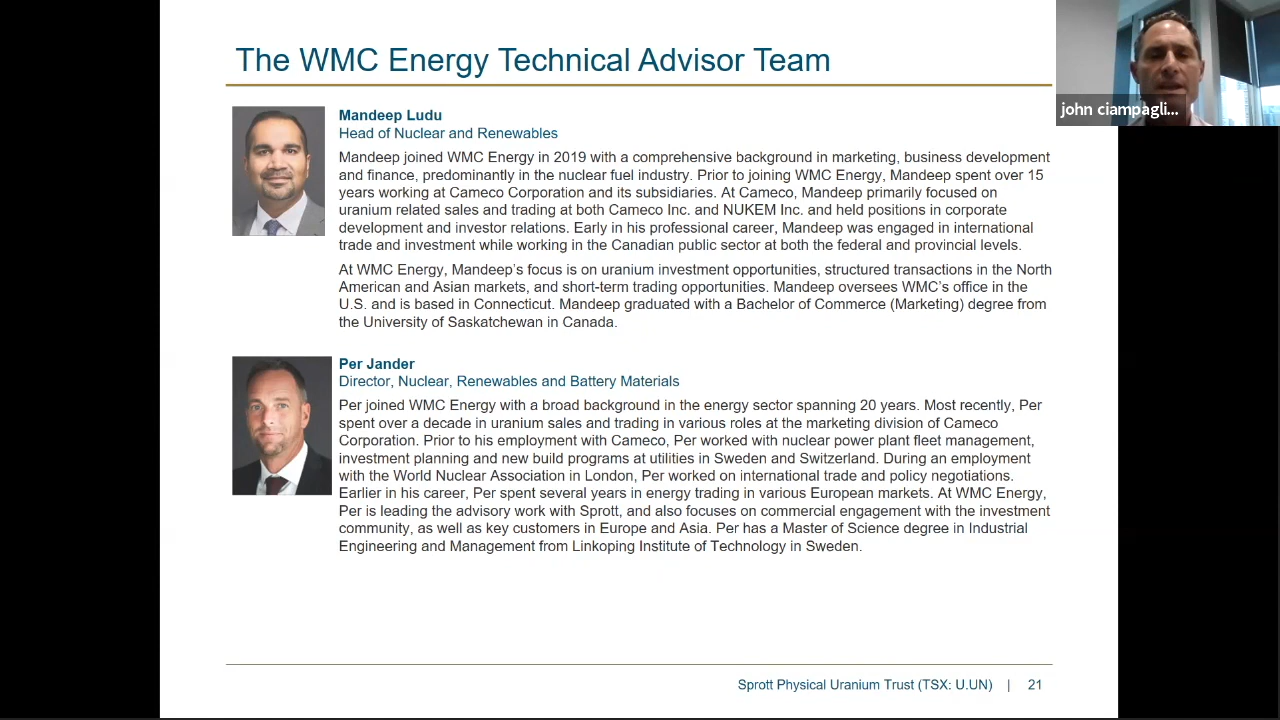 The WMC Energy Technical Advisor Team
john ciampagli...
Mandeep Ludu
Head of Nuclear and Renewables
Mandeep joined WMC Energy in 2019 with a comprehensive background in marketing, business development
and finance, predominantly in the nuclear fuel industry. Prior to joining WMC Energy, Mandeep spent over 15
years working at Cameco Corporation and its subsidiaries. At Cameco, Mandeep primarily focused on
uranium related sales and trading at both Cameco Inc. and NUKEM Inc. and held positions in corporate
development and investor relations. Early in his professional career, Mandeep was engaged in international
trade and investment while working in the Canadian public sector at both the federal and provincial levels.
At WMC Energy, Mandeep's focus is on uranium investment opportunities, structured transactions in the North
American and Asian markets, and short-term trading opportunities. Mandeep oversees WMC's office in the
U.S. and is based in Connecticut. Mandeep graduated with a Bachelor of Commerce (Marketing) degree from
the University of Saskatchewan in Canada.
Per Jander
Director, Nuclear, Renewables and Battery Materials
Per joined WMC Energy with a broad background in the energy sector spanning 20 years. Most recently, Per
spent over a decade in uranium sales and trading in various roles at the marketing division of Cameco
Corporation. Prior to his employment with Cameco, Per worked with nuclear power plant fleet management,
investment planning and new build programs at utilities in Sweden and Switzerland. During an employment
with the World Nuclear Association in London, Per worked on international trade and policy negotiations.
Earlier in his career, Per spent several years in energy trading in various European markets. At WMC Energy,
Per is leading the advisory work with Sprott, and also focuses on commercial engagement with the investment
community, as well as key customers in Europe and Asia. Per has a Master of Science degree in Industrial
Engineering and Management from Linkoping Institute of Technology in Sweden.
Sprott Physical Uranium Trust (TSX: U.UN) | 21